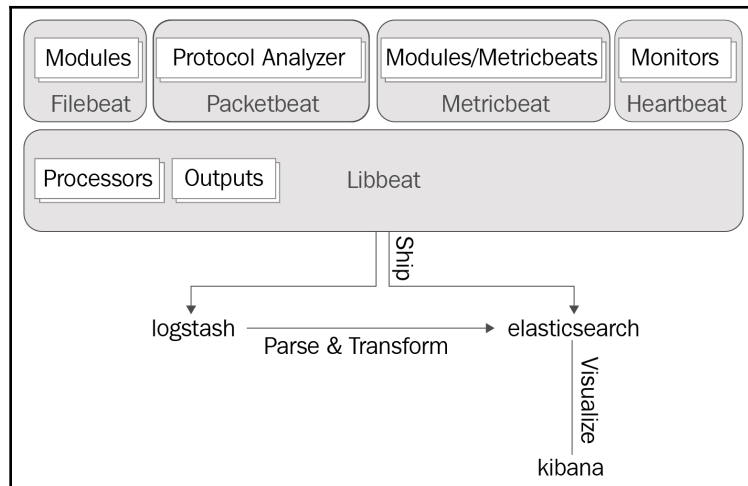 Modules
Protocol Analyzer
Modules/Metricbeats
Monitors
Filebeat
Packetbeat
Metricbeat
Heartbeat
Processors
Outputs
Libbeat
Ship
logstash
elasticsearch
Parse & Transform
Visualize
kibana